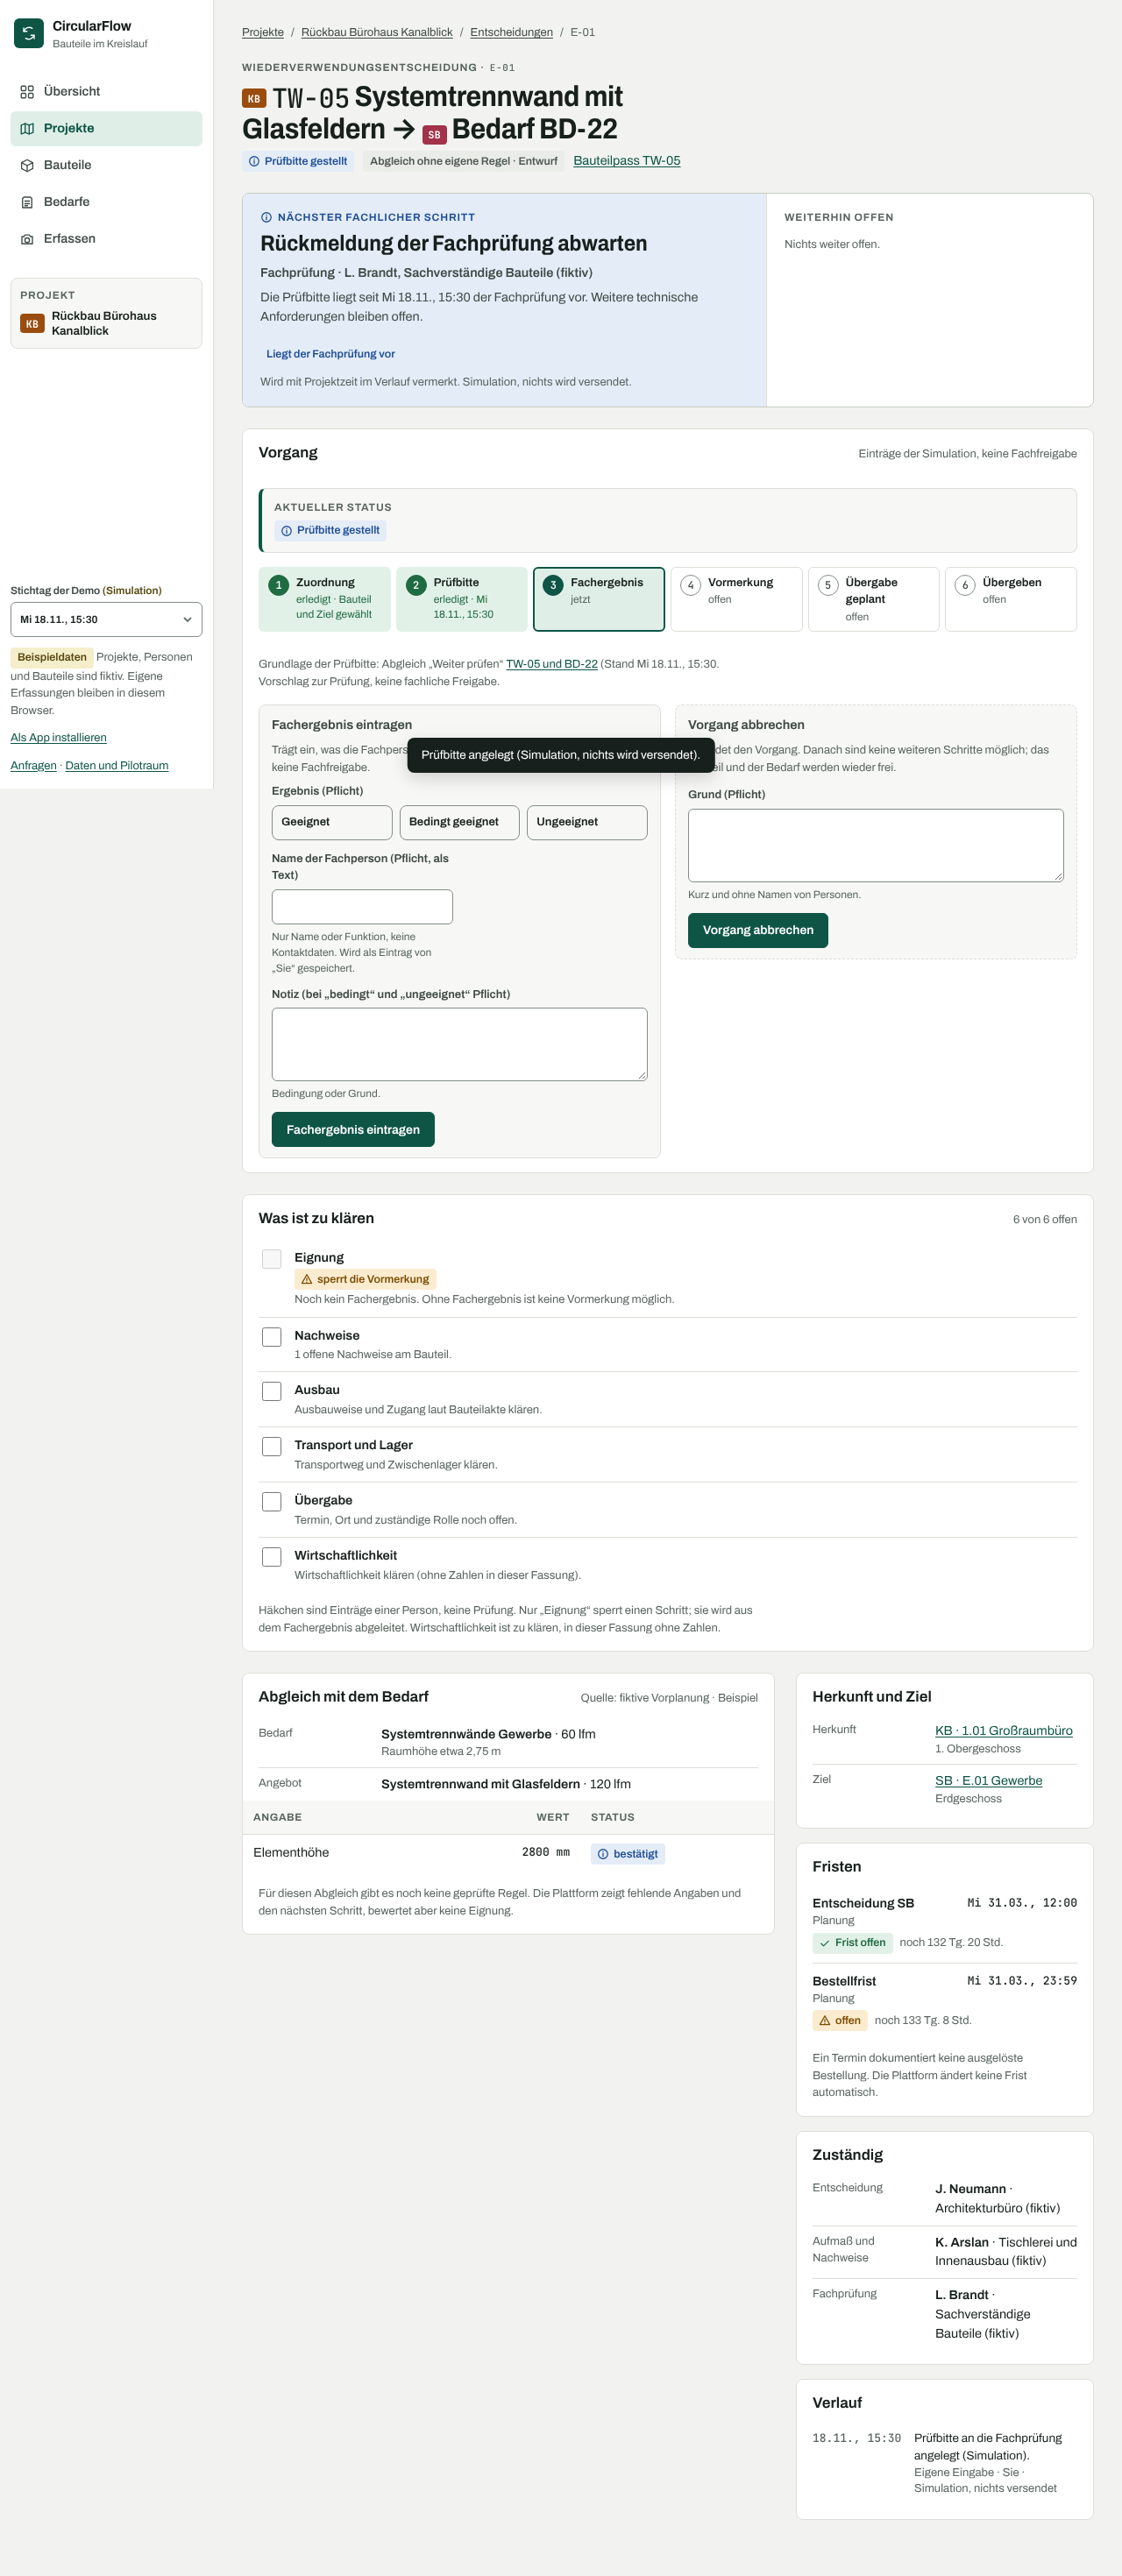 CircularFlow
Bauteile im Kreislauf
Übersicht
Projekte
Bauteile
Bedarfe
Erfassen
PROJEKT
KB Rückbau Bürohaus
Kanalblick
Stichtag der Demo (Simulation)
Mi 18.11., 15:30
Beispieldaten Projekte, Personen
und Bauteile sind fiktiv. Eigene
Erfassungen bleiben in diesem
Browser.
Als App installieren
Anfragen · Daten und Pilotraum
Projekte / Rückbau Bürohaus Kanalblick / Entscheidungen / E-01
WIEDERVERWENDUNGSENTSCHEIDUNG · E-01
KB TW-05 Systemtrennwand mit
Glasfeldern → SB Bedarf BD-22
Prüfbitte gestellt Abgleich ohne eigene Regel · Entwurf Bauteilpass TW-05
NÄCHSTER FACHLICHER SCHRITT
Rückmeldung der Fachprüfung abwarten
Fachprüfung · L. Brandt, Sachverständige Bauteile (fiktiv)
Die Prüfbitte liegt seit Mi 18.11., 15:30 der Fachprüfung vor. Weitere technische
Anforderungen bleiben offen.
Liegt der Fachprüfung vor
Wird mit Projektzeit im Verlauf vermerkt. Simulation, nichts wird versendet.
WEITERHIN OFFEN
Nichts weiter offen.
Vorgang
Einträge der Simulation, keine Fachfreigabe
AKTUELLER STATUS
Prüfbitte gestellt
1 Zuordnung
erledigt · Bauteil
und Ziel gewählt
2 Prüfbitte
erledigt · Mi
18.11., 15:30
3 Fachergebnis
jetzt
4 Vormerkung
offen
5 Übergabe
geplant
offen
6 Übergeben
offen
Grundlage der Prüfbitte: Abgleich „Weiter prüfen“ TW-05 und BD-22 (Stand Mi 18.11., 15:30).
Vorschlag zur Prüfung, keine fachliche Freigabe.
Fachergebnis eintragen
Trägt ein, was die Fachpers
keine Fachfreigabe.
Prüfbitte angelegt (Simulation, nichts wird versendet).
Ergebnis (Pflicht)
Geeignet Bedingt geeignet Ungeeignet
Name der Fachperson (Pflicht, als
Text)
Nur Name oder Funktion, keine
Kontaktdaten. Wird als Eintrag von
„Sie“ gespeichert.
Notiz (bei „bedingt“ und „ungeeignet“ Pflicht)
Bedingung oder Grund.
Fachergebnis eintragen
Vorgang abbrechen
det den Vorgang. Danach sind keine weiteren Schritte möglich; das
eil und der Bedarf werden wieder frei.
Grund (Pflicht)
Kurz und ohne Namen von Personen.
Vorgang abbrechen
Was ist zu klären
6 von 6 offen
Eignung
sperrt die Vormerkung
Noch kein Fachergebnis. Ohne Fachergebnis ist keine Vormerkung möglich.
Nachweise
1 offene Nachweise am Bauteil.
Ausbau
Ausbauweise und Zugang laut Bauteilakte klären.
Transport und Lager
Transportweg und Zwischenlager klären.
Übergabe
Termin, Ort und zuständige Rolle noch offen.
Wirtschaftlichkeit
Wirtschaftlichkeit klären (ohne Zahlen in dieser Fassung).
Häkchen sind Einträge einer Person, keine Prüfung. Nur „Eignung“ sperrt einen Schritt; sie wird aus
dem Fachergebnis abgeleitet. Wirtschaftlichkeit ist zu klären, in dieser Fassung ohne Zahlen.
Abgleich mit dem Bedarf
Quelle: fiktive Vorplanung · Beispiel
Bedarf Systemtrennwände Gewerbe · 60 lfm
Raumhöhe etwa 2,75 m
Angebot Systemtrennwand mit Glasfeldern · 120 lfm
ANGABE WERT STATUS
Elementhöhe 2800 mm bestätigt
Für diesen Abgleich gibt es noch keine geprüfte Regel. Die Plattform zeigt fehlende Angaben und
den nächsten Schritt, bewertet aber keine Eignung.
Herkunft und Ziel
Herkunft KB · 1.01 Großraumbüro
1. Obergeschoss
Ziel SB · E.01 Gewerbe
Erdgeschoss
Fristen
Entscheidung SB Mi 31.03., 12:00
Planung
Frist offen noch 132 Tg. 20 Std.
Bestellfrist Mi 31.03., 23:59
Planung
offen noch 133 Tg. 8 Std.
Ein Termin dokumentiert keine ausgelöste
Bestellung. Die Plattform ändert keine Frist
automatisch.
Zuständig
Entscheidung J. Neumann ·
Architekturbüro (fiktiv)
Aufmaß und
Nachweise
K. Arslan · Tischlerei und
Innenausbau (fiktiv)
Fachprüfung L. Brandt ·
Sachverständige
Bauteile (fiktiv)
Verlauf
18.11., 15:30 Prüfbitte an die Fachprüfung
angelegt (Simulation).
Eigene Eingabe · Sie ·
Simulation, nichts versendet